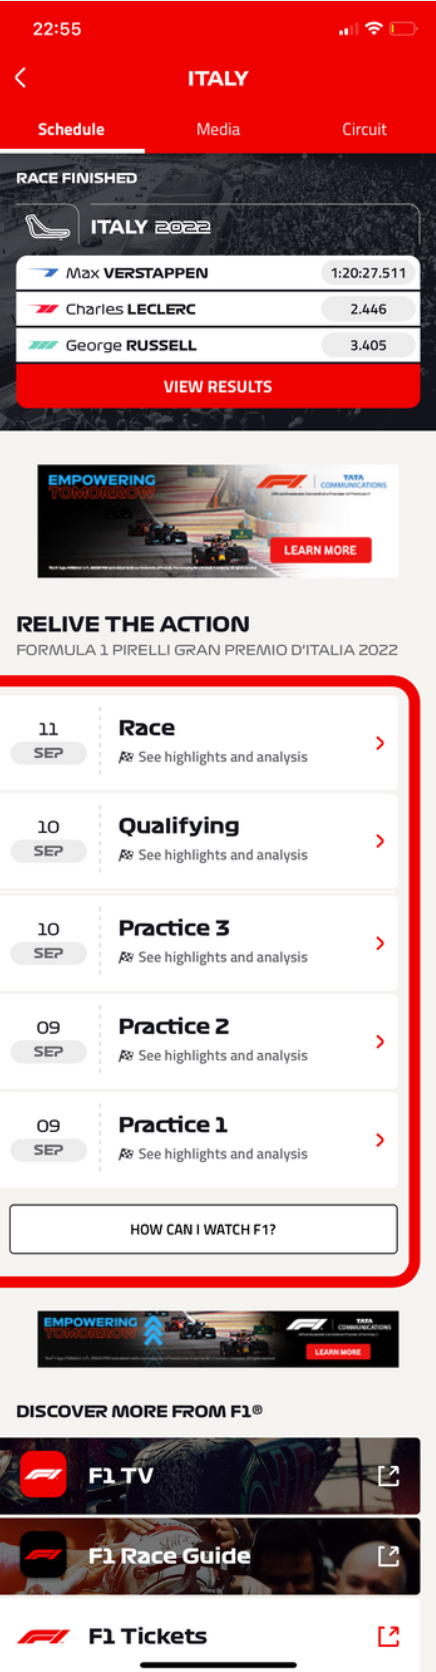 22:55
ITALY
Schedule
Media
Circuit
RACE FINISHED
ITALY 2022
Max VERSTAPPEN 1:20:27.511
Charles LECLERC 2.446
George RUSSELL 3.405
VIEW RESULTS
EMPOWERING
TOMORROW
F1
TATA
COMMUNICATIONS
LEARN MORE
RELIVE THE ACTION
FORMULA 1 PIRELLI GRAN PREMIO D'ITALIA 2022
11
SEP
Race
See highlights and analysis
10
SEP
Qualifying
See highlights and analysis
10
SEP
Practice 3
See highlights and analysis
09
SEP
Practice 2
See highlights and analysis
09
SEP
Practice 1
See highlights and analysis
HOW CAN I WATCH F1?
EMPOWERING
TOMORROW
F1
TATA
COMMUNICATIONS
LEARN MORE
DISCOVER MORE FROM F1®
F1 TV
F1 Race Guide
F1 Tickets